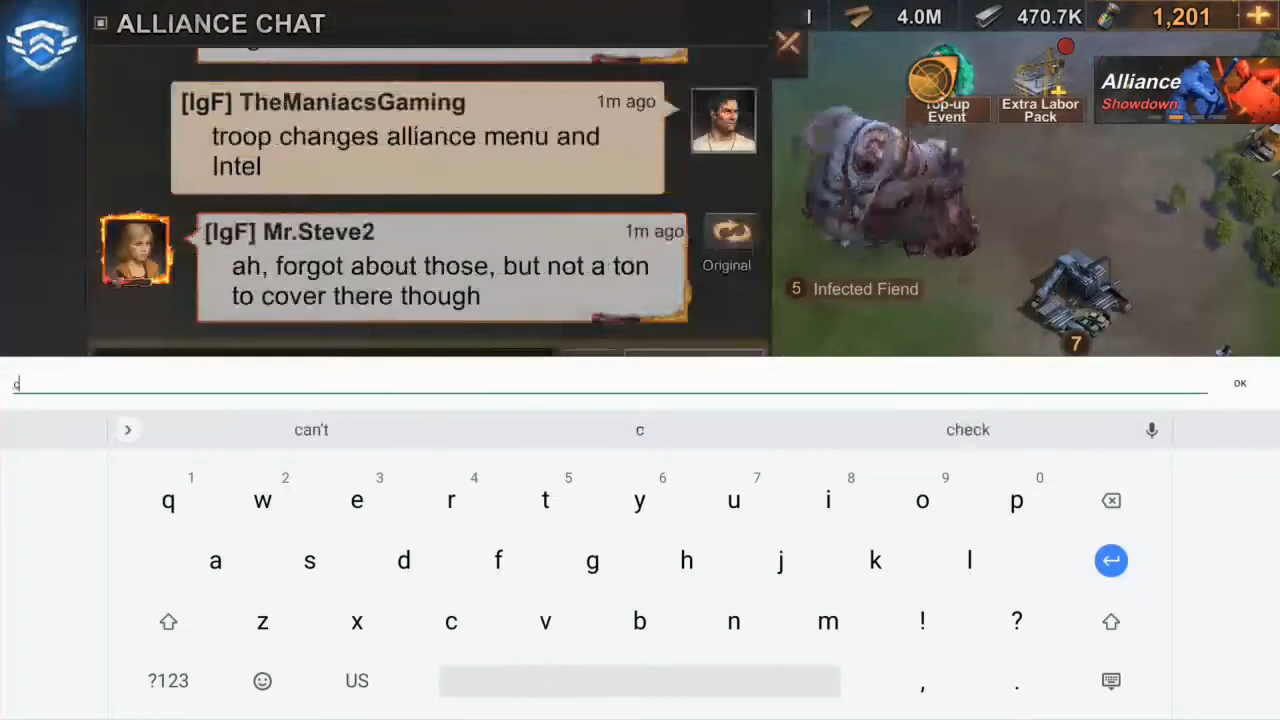 ALLIANCE CHAT
4.0M
470.7K
1,201
[IgF] TheManiacsGaming
1m ago
troop changes alliance menu and
Intel
[IgF] Mr.Steve2
1m ago
ah, forgot about those, but not a ton
to cover there though
Original
Top-up
Event
Extra Labor
Pack
Alliance
Showdown
5 Infected Fiend
7
c
OK
can't
c
check
1 2 3 4 5 6 7 8 9 0
q w e r t y u i o p
a s d f g h j k l
z x c v b n m ! ?
?123
US
, .